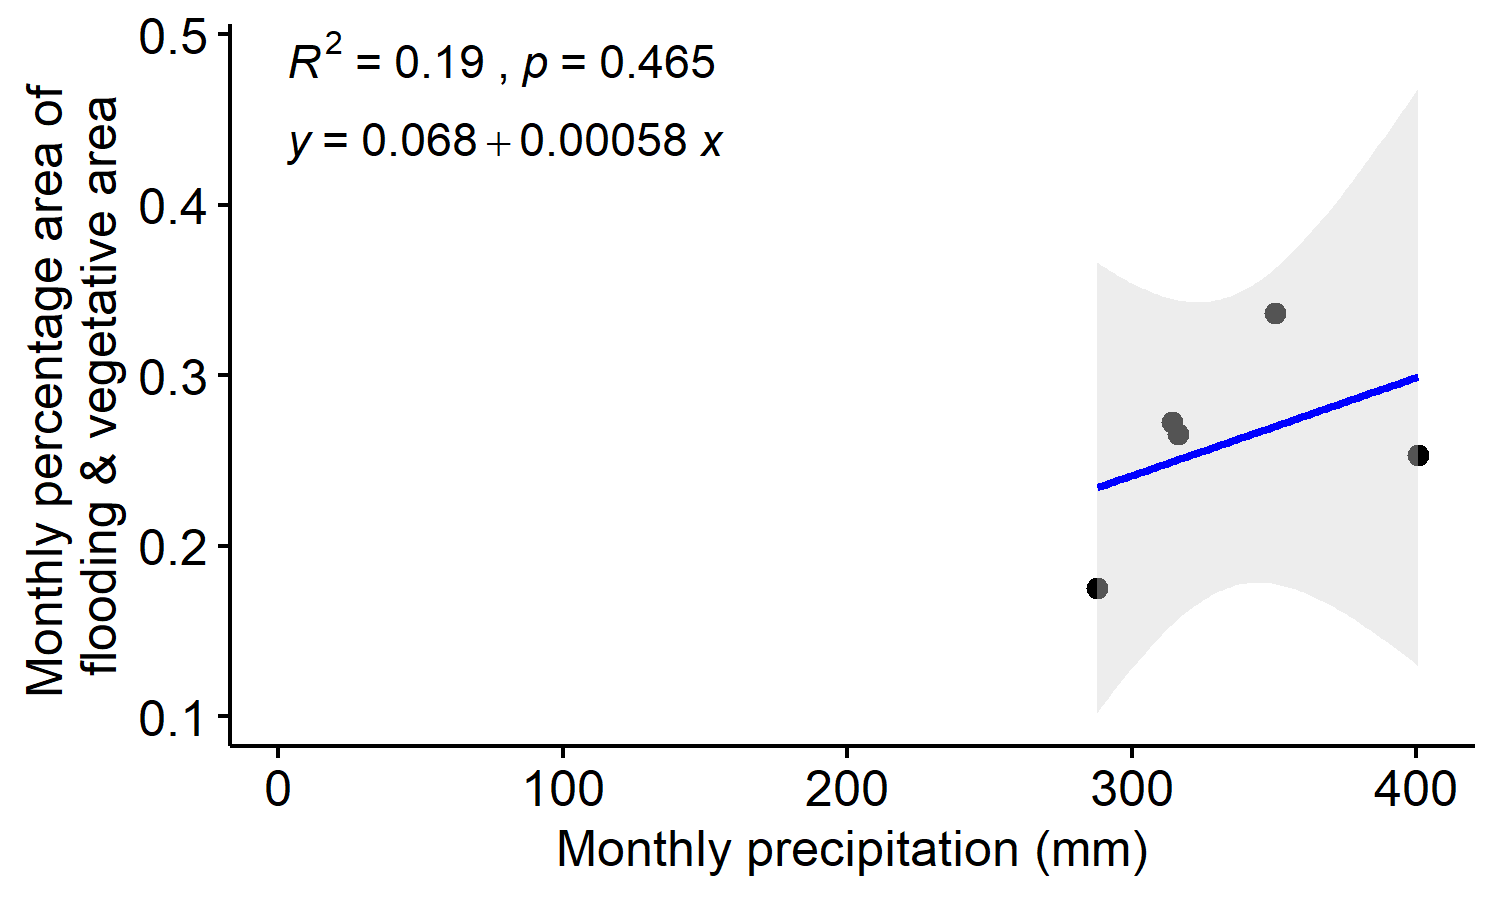 R² = 0.19 , p = 0.465
y = 0.068 + 0.00058 x
Monthly percentage area of
flooding & vegetative area
0.5
0.4
0.3
0.2
0.1
0 100 200 300 400
Monthly precipitation (mm)